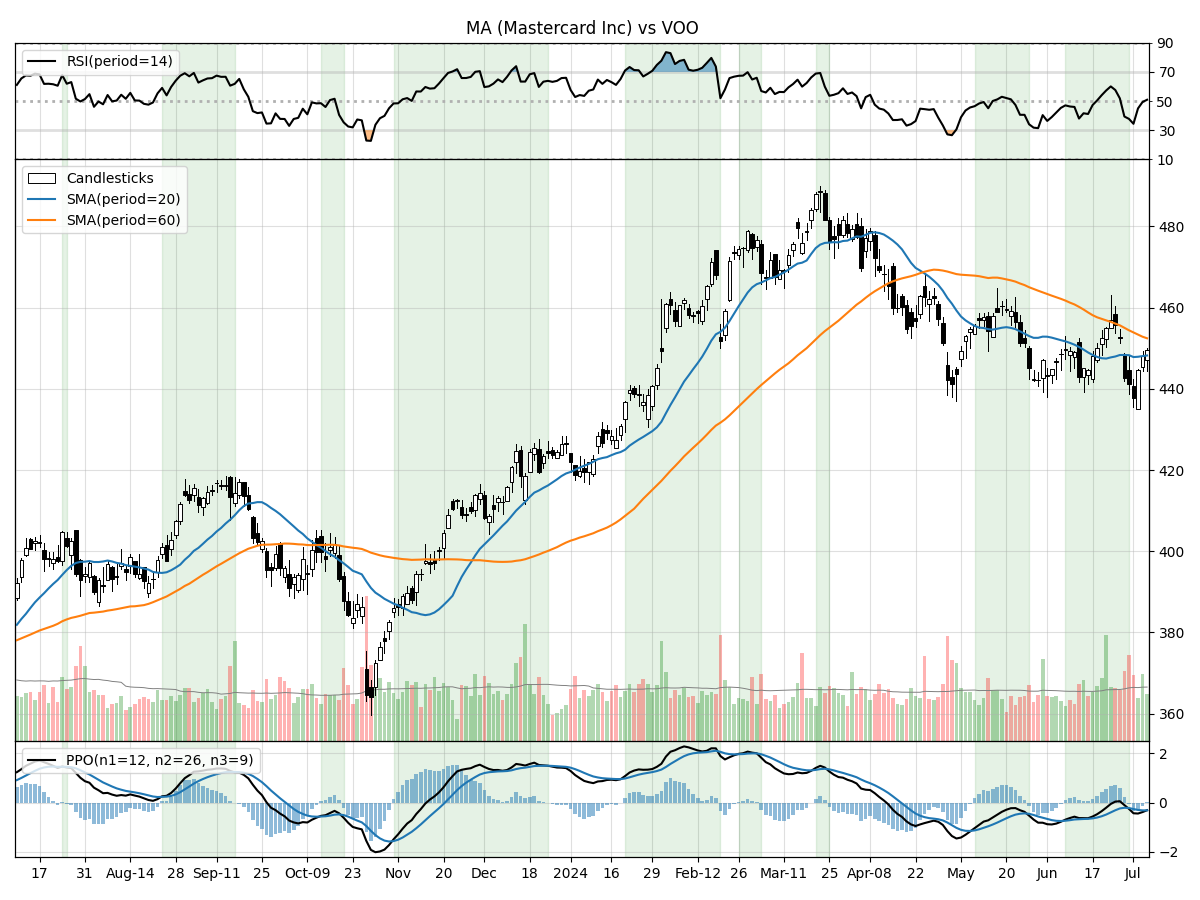 MA (Mastercard Inc) vs VOO
RSI(period=14)
90
70
50
30
10
Candlesticks
SMA(period=20)
SMA(period=60)
480
460
440
420
400
380
360
PPO(n1=12, n2=26, n3=9)
2
0
−2
17 31 Aug-14 28 Sep-11 25 Oct-09 23 Nov 20 Dec 18 2024 16 29 Feb-12 26 Mar-11 25 Apr-08 22 May 20 Jun 17 Jul